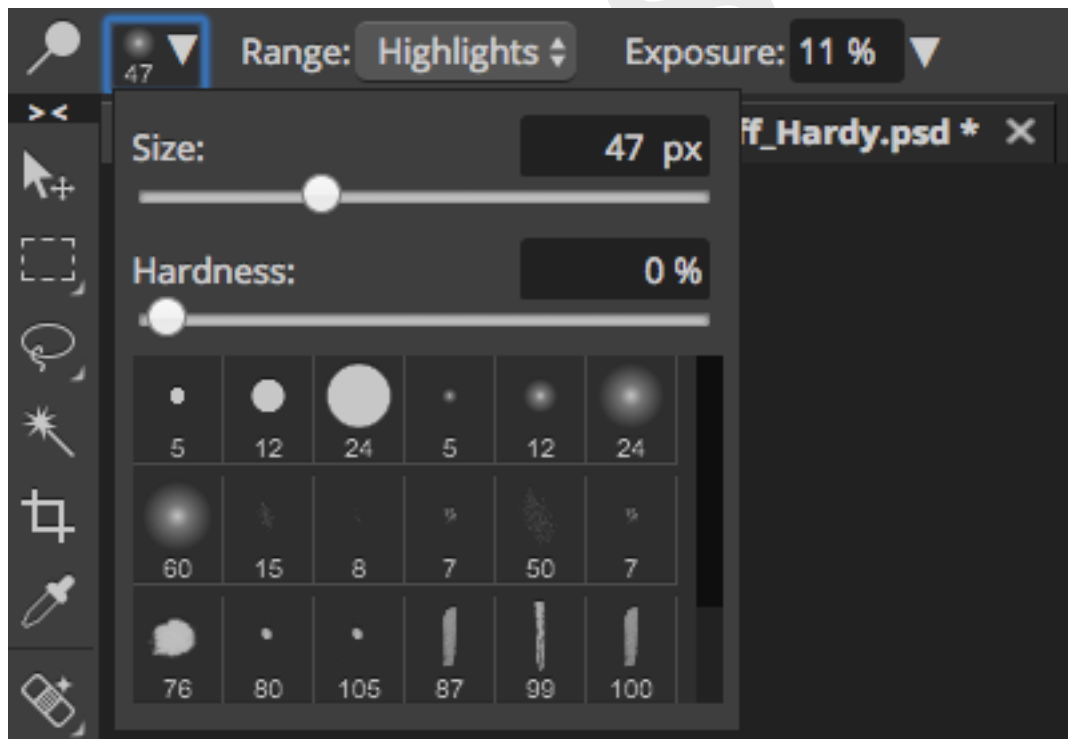 47 Range: Highlights Exposure: 11 %
> <
ff_Hardy.psd * ×
Size: 47 px
Hardness: 0 %
5 12 24 5 12 24
60 15 8 7 50 7
76 80 105 87 99 100